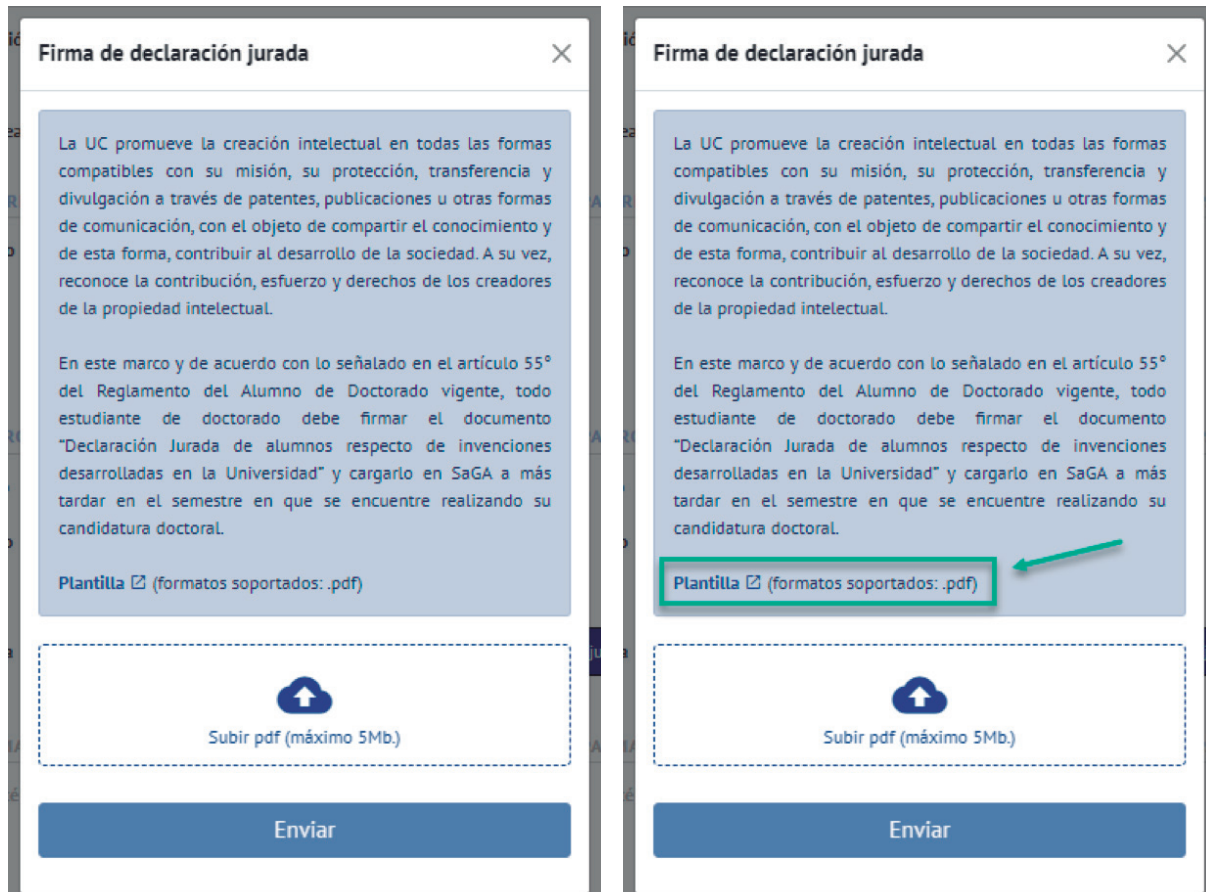 Firma de declaración jurada
La UC promueve la creación intelectual en todas las formas
compatibles con su misión, su protección, transferencia y
divulgación a través de patentes, publicaciones u otras formas
de comunicación, con el objeto de compartir el conocimiento y
de esta forma, contribuir al desarrollo de la sociedad. A su vez,
reconoce la contribución, esfuerzo y derechos de los creadores
de la propiedad intelectual.
En este marco y de acuerdo con lo señalado en el artículo 55°
del Reglamento del Alumno de Doctorado vigente, todo
estudiante de doctorado debe firmar el documento
"Declaración Jurada de alumnos respecto de invenciones
desarrolladas en la Universidad" y cargarlo en SaGA a más
tardar en el semestre en que se encuentre realizando su
candidatura doctoral.
Plantilla (formatos soportados: .pdf)
Subir pdf (máximo 5Mb.)
Enviar
Firma de declaración jurada
La UC promueve la creación intelectual en todas las formas
compatibles con su misión, su protección, transferencia y
divulgación a través de patentes, publicaciones u otras formas
de comunicación, con el objeto de compartir el conocimiento y
de esta forma, contribuir al desarrollo de la sociedad. A su vez,
reconoce la contribución, esfuerzo y derechos de los creadores
de la propiedad intelectual.
En este marco y de acuerdo con lo señalado en el artículo 55°
del Reglamento del Alumno de Doctorado vigente, todo
estudiante de doctorado debe firmar el documento
"Declaración Jurada de alumnos respecto de invenciones
desarrolladas en la Universidad" y cargarlo en SaGA a más
tardar en el semestre en que se encuentre realizando su
candidatura doctoral.
Plantilla (formatos soportados: .pdf)
Subir pdf (máximo 5Mb.)
Enviar